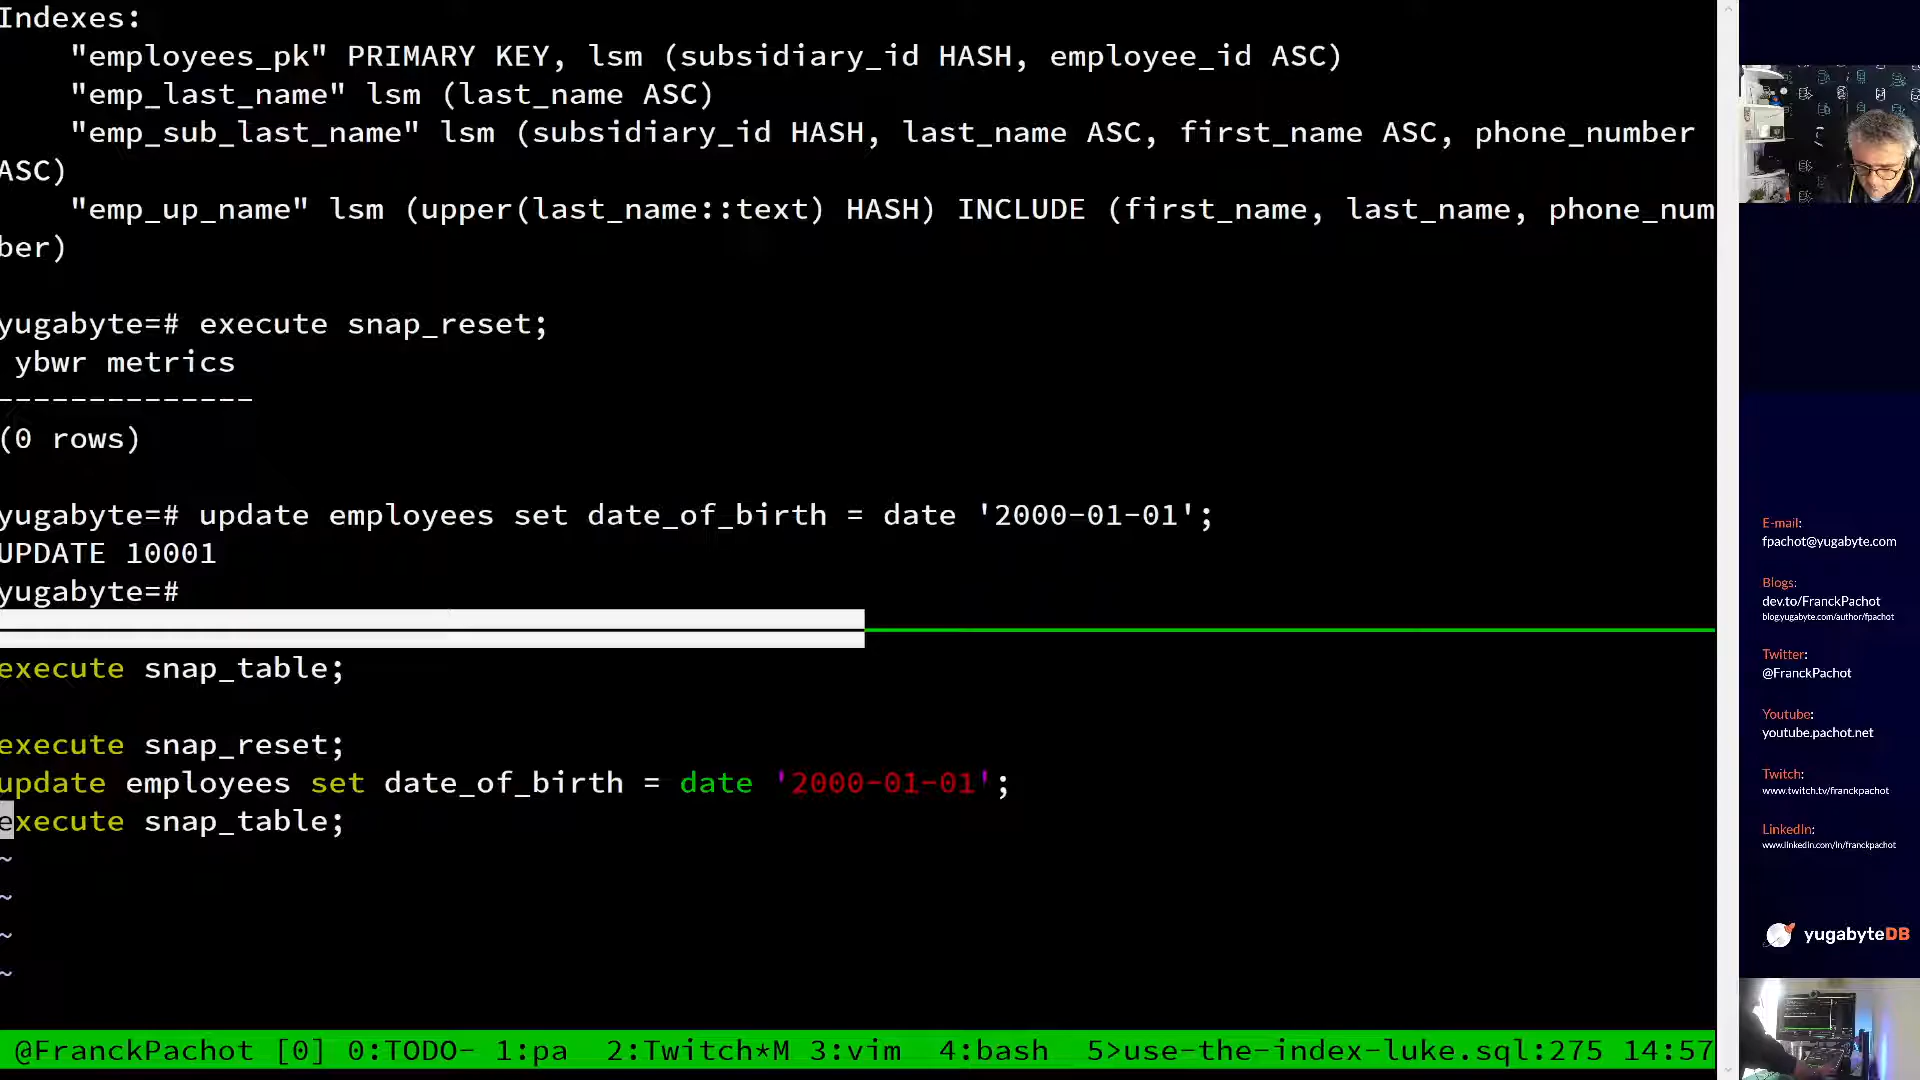 Indexes:
"employees_pk" PRIMARY KEY, lsm (subsidiary_id HASH, employee_id ASC)
"emp_last_name" lsm (last_name ASC)
"emp_sub_last_name" lsm (subsidiary_id HASH, last_name ASC, first_name ASC, phone_number
ASC)
"emp_up_name" lsm (upper(last_name::text) HASH) INCLUDE (first_name, last_name, phone_num
ber)
yugabyte=# execute snap_reset;
ybwr metrics
--------------
(0 rows)
yugabyte=# update employees set date_of_birth = date '2000-01-01';
UPDATE 10001
yugabyte=#
execute snap_table;
execute snap_reset;
update employees set date_of_birth = date '2000-01-01';
execute snap_table;
~
~
~
~
@FranckPachot [0] 0:TODO- 1:pa 2:Twitch*M 3:vim 4:bash 5>use-the-index-luke.sql:275 14:57
E-mail:
fpachot@yugabyte.com
Blogs:
dev.to/FranckPachot
blog.yugabyte.com/author/fpachot
Twitter:
@FranckPachot
Youtube:
youtube.pachot.net
Twitch:
www.twitch.tv/franckpachot
LinkedIn:
www.linkedin.com/in/franckpachot
yugabyteDB